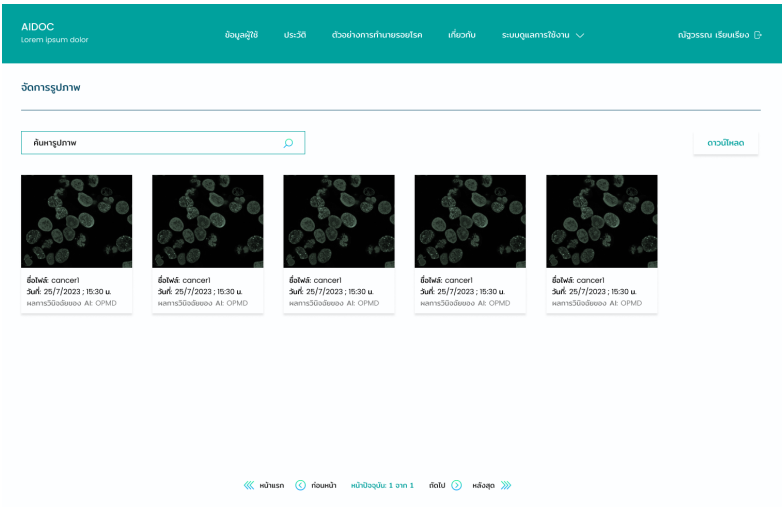 AIDOC
Lorem ipsum dolor
ข้อมูลผู้ใช้ ประวัติ ตัวอย่างการทำนายรอยโรค เกี่ยวกับ ระบบดูแลการใช้งาน ณัฐวรรณ เรียบเรียง
จัดการรูปภาพ
ค้นหารูปภาพ
ดาวน์โหลด
ชื่อไฟล์: cancer1 ชื่อไฟล์: cancer1 ชื่อไฟล์: cancer1 ชื่อไฟล์: cancer1 ชื่อไฟล์: cancer1
วันที่: 25/7/2023 ; 15:30 น. วันที่: 25/7/2023 ; 15:30 น. วันที่: 25/7/2023 ; 15:30 น. วันที่: 25/7/2023 ; 15:30 น. วันที่: 25/7/2023 ; 15:30 น.
ผลการวินิจฉัยของ AI: OPMD ผลการวินิจฉัยของ AI: OPMD ผลการวินิจฉัยของ AI: OPMD ผลการวินิจฉัยของ AI: OPMD ผลการวินิจฉัยของ AI: OPMD
หน้าแรก ก่อนหน้า หน้าปัจจุบัน: 1 จาก 1 ถัดไป หลังสุด